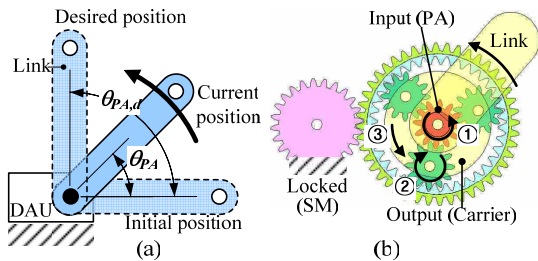 Desired position
Link
θPA,d
Current
position
θPA
DAU
Initial position
(a)
Input (PA)
Link
①
③
②
Locked
(SM)
Output (Carrier)
(b)